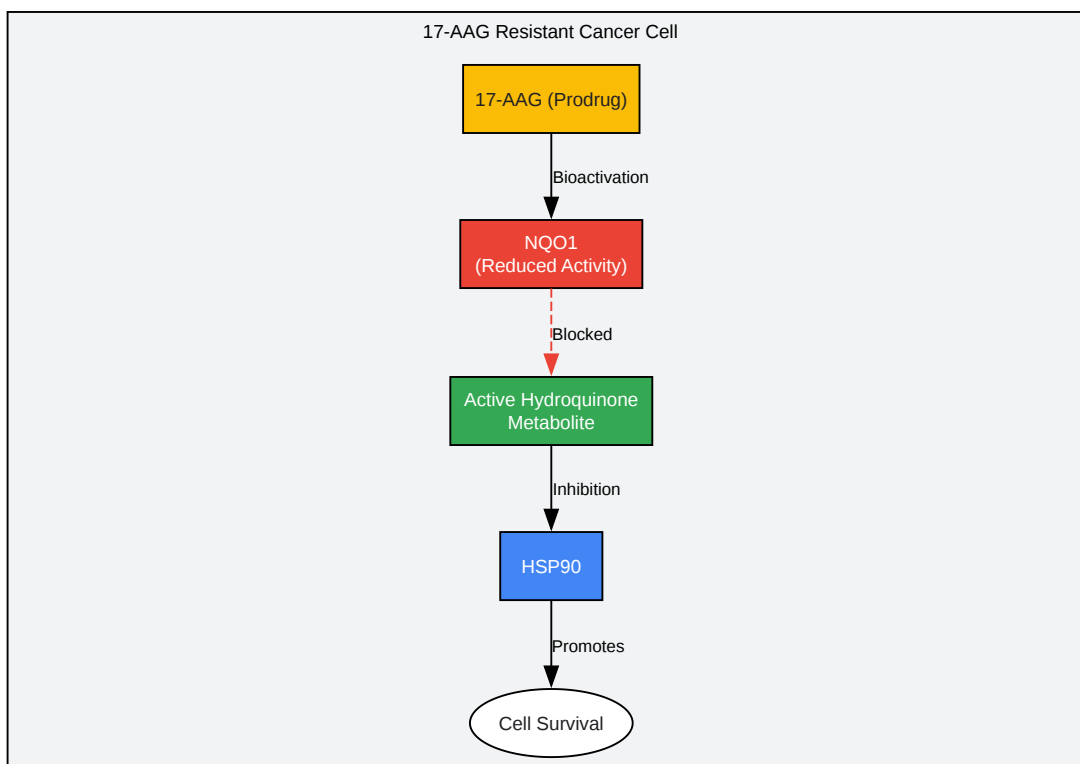 17-AAG Resistant Cancer Cell
17-AAG (Prodrug)
Bioactivation
NQO1
(Reduced Activity)
Blocked
Active Hydroquinone
Metabolite
Inhibition
HSP90
Promotes
Cell Survival